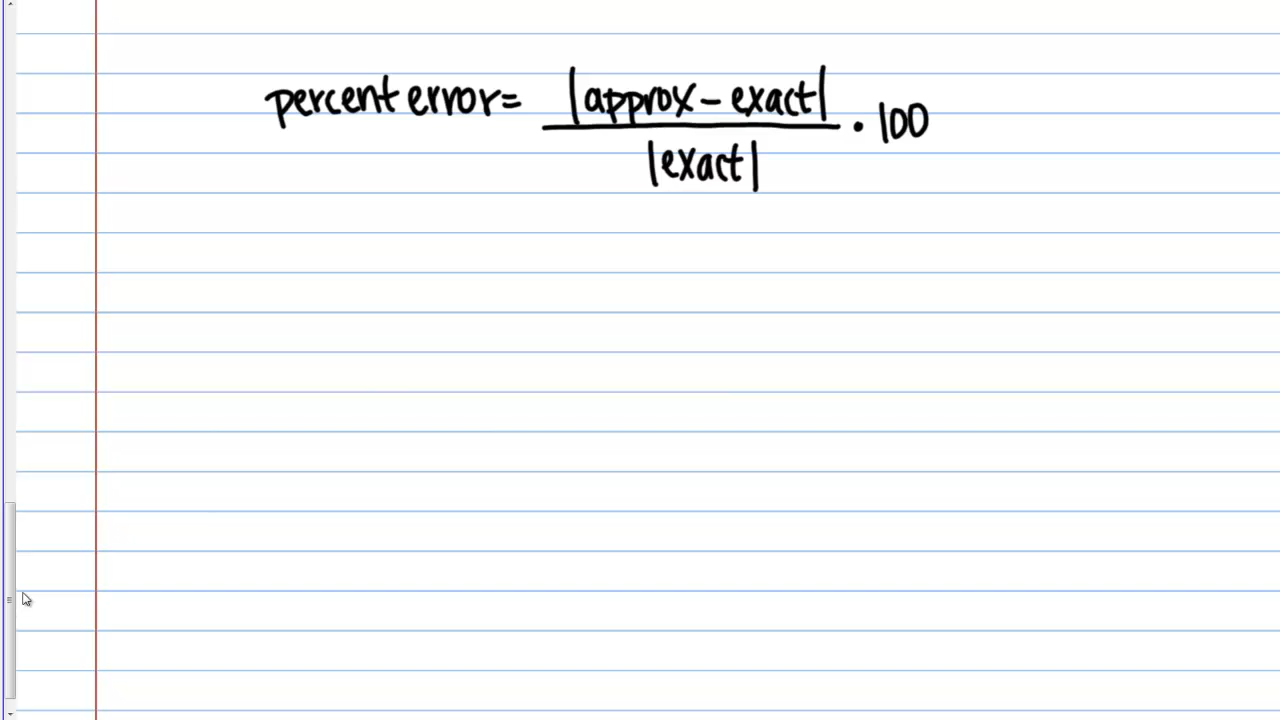 percent error = |approx - exact| / |exact| • 100